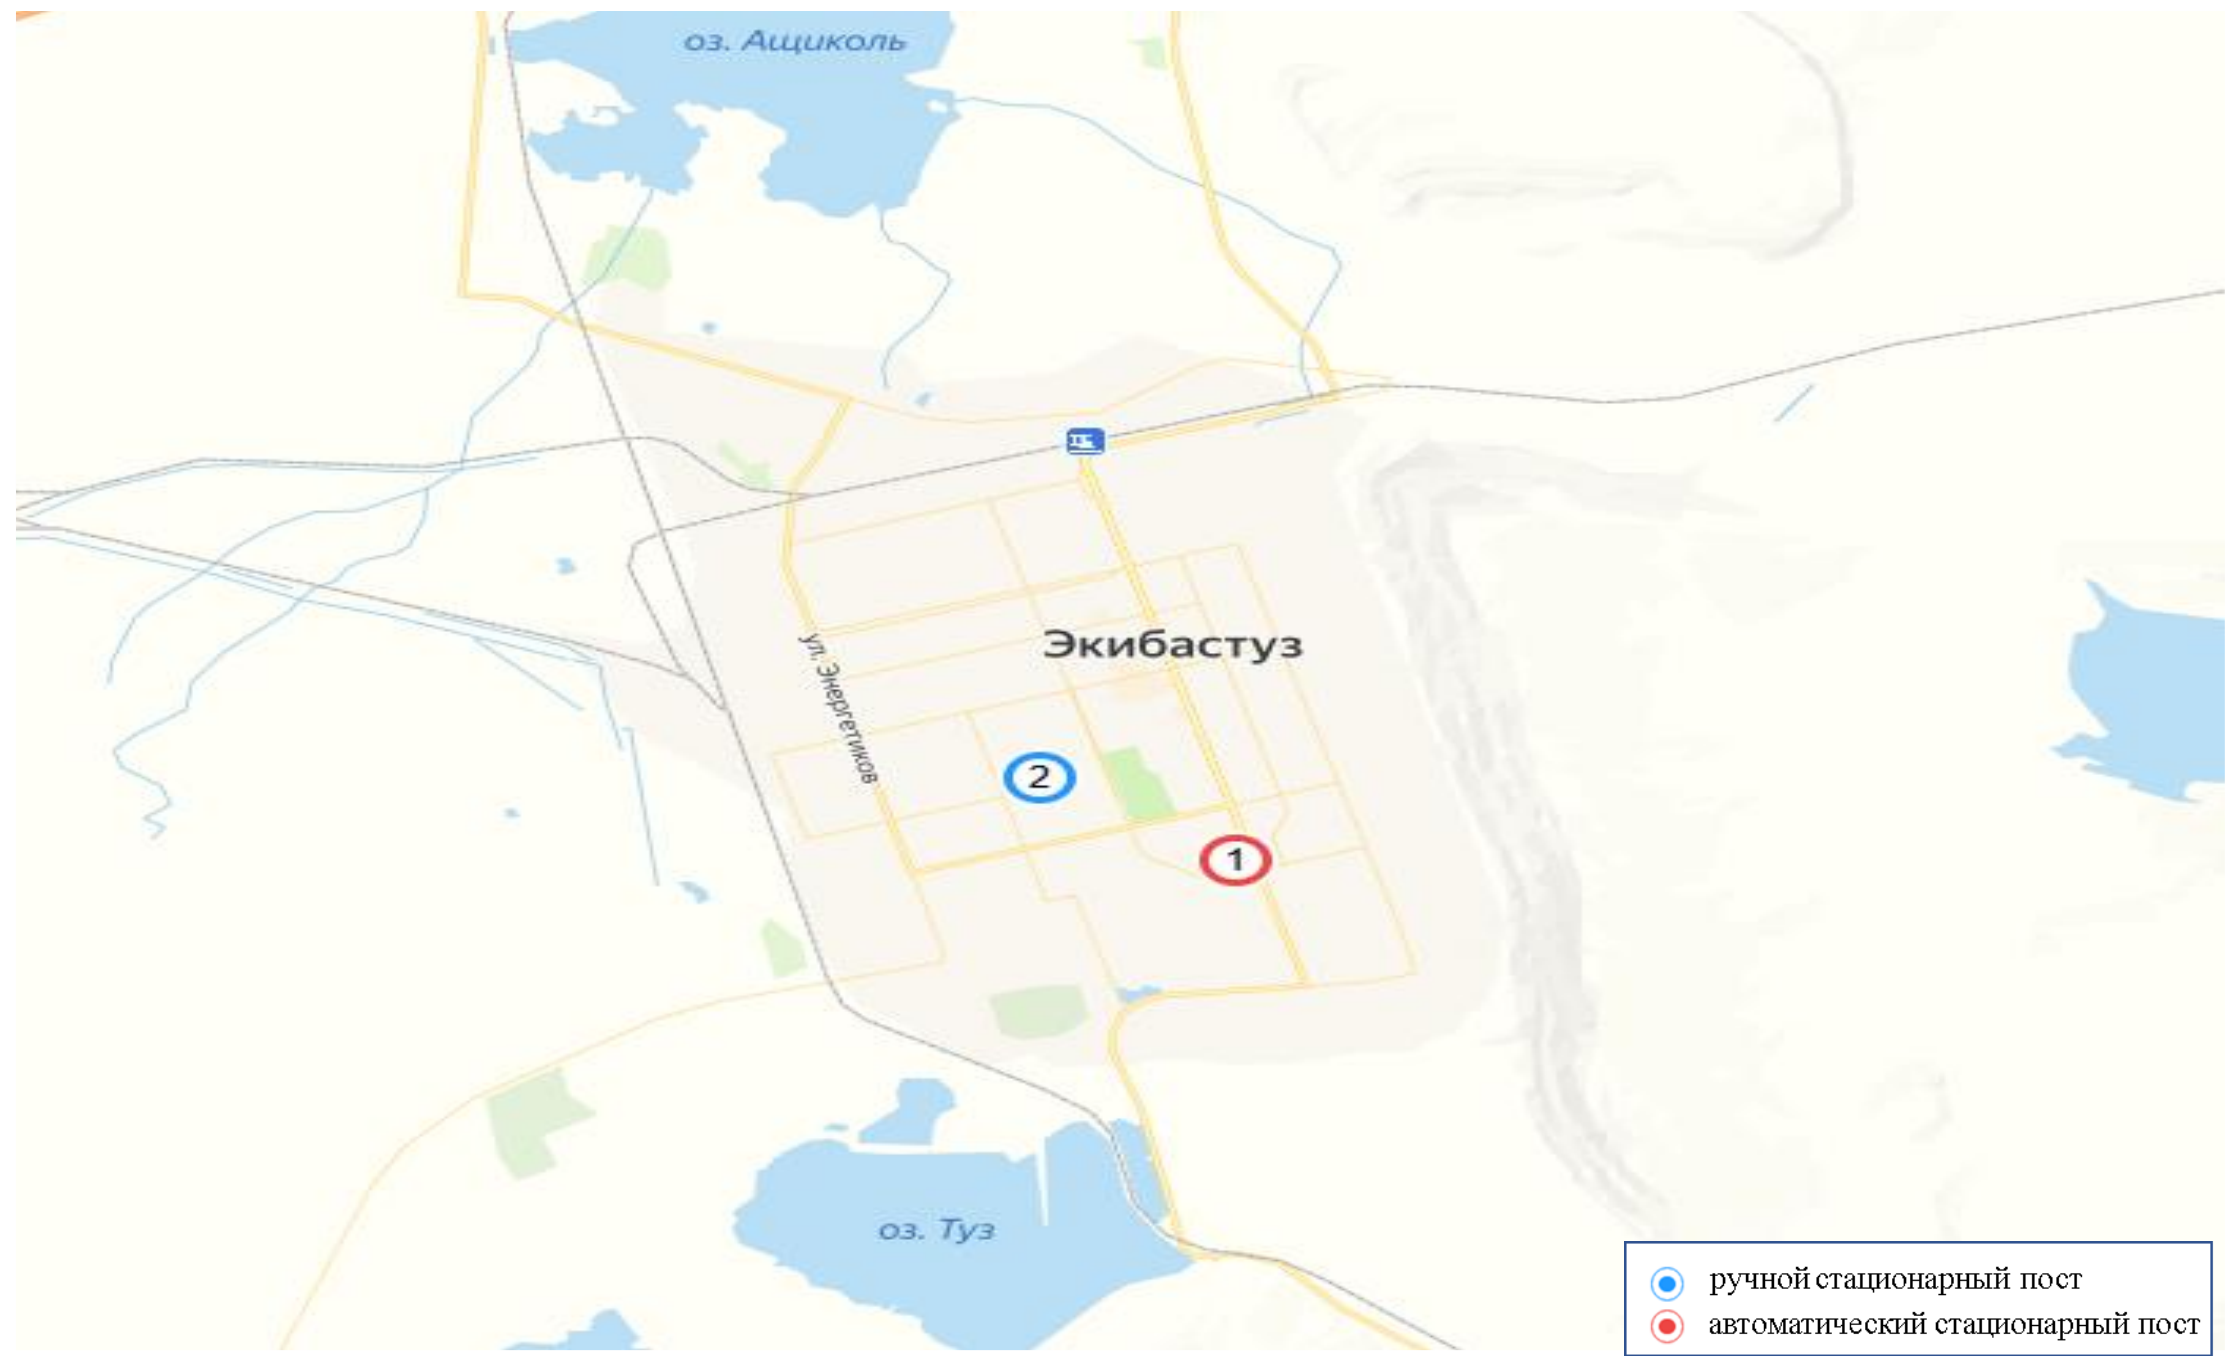 оз. Ащиколь
Экибастуз
ул. Энергетиков
2
1
оз. Туз
ручной стационарный пост
автоматический стационарный пост